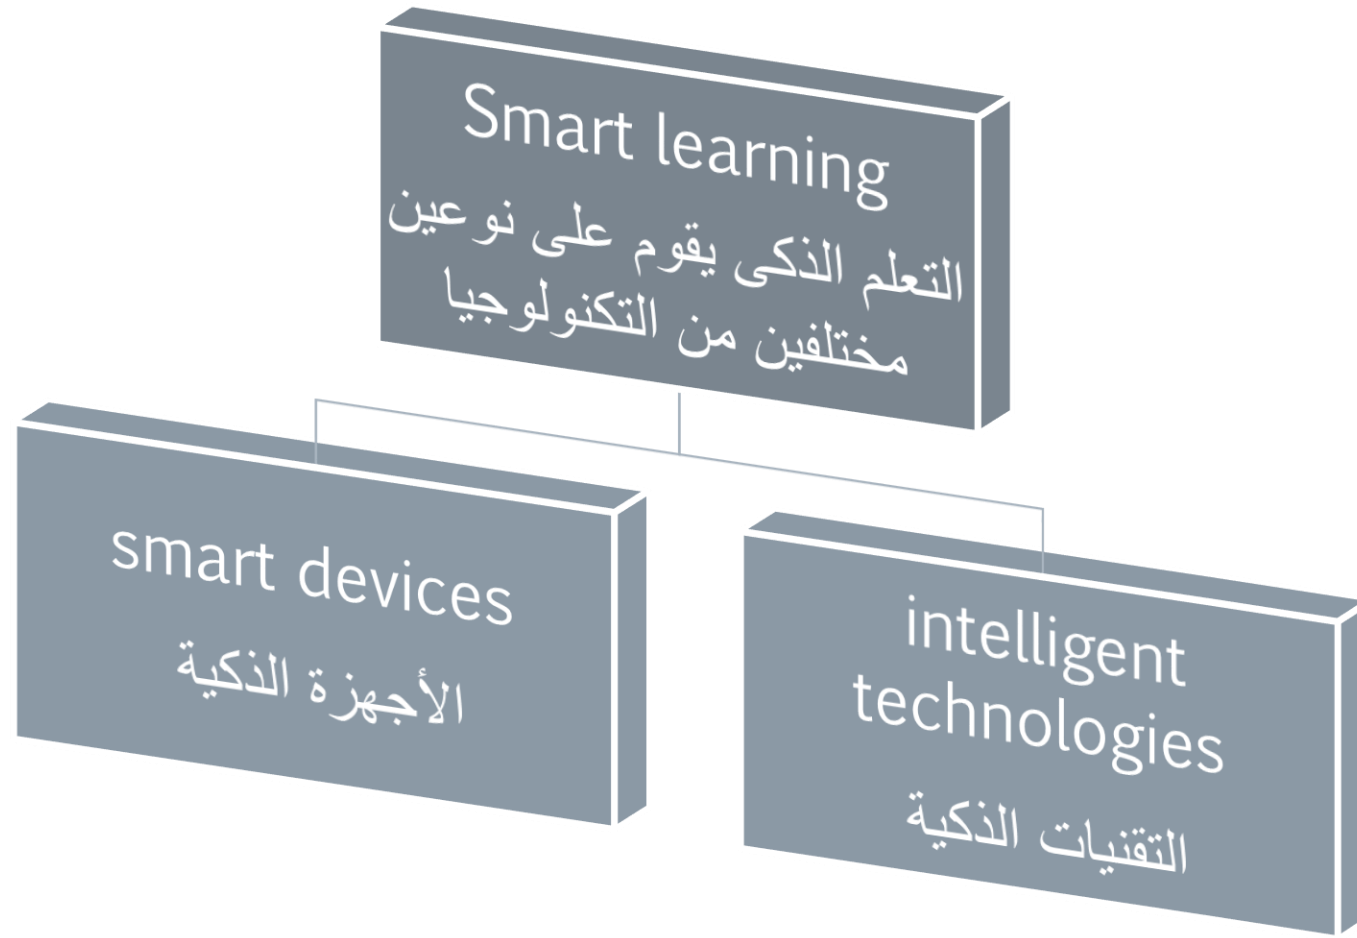 Smart learning
التعلم الذكى يقوم على نوعين
مختلفين من التكنولوجيا
smart devices
الأجهزة الذكية
intelligent
technologies
التقنيات الذكية